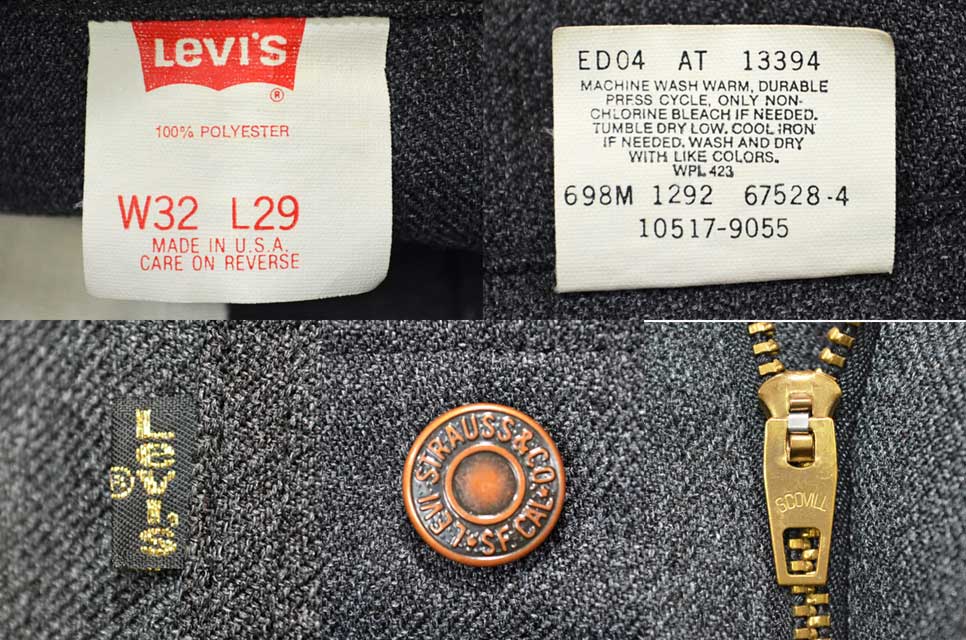 LEVI'S
®
100% POLYESTER
W32 L29
MADE IN U.S.A.
CARE ON REVERSE
ED04 AT 13394
MACHINE WASH WARM, DURABLE
PRESS CYCLE, ONLY NON-
CHLORINE BLEACH IF NEEDED.
TUMBLE DRY LOW. COOL IRON
IF NEEDED. WASH AND DRY
WITH LIKE COLORS.
WPL 423
698M 1292 67528-4
10517-9055
LeVI'S
®
LEVI STRAUSS & CO. S.F. CAL.
SCOVILL